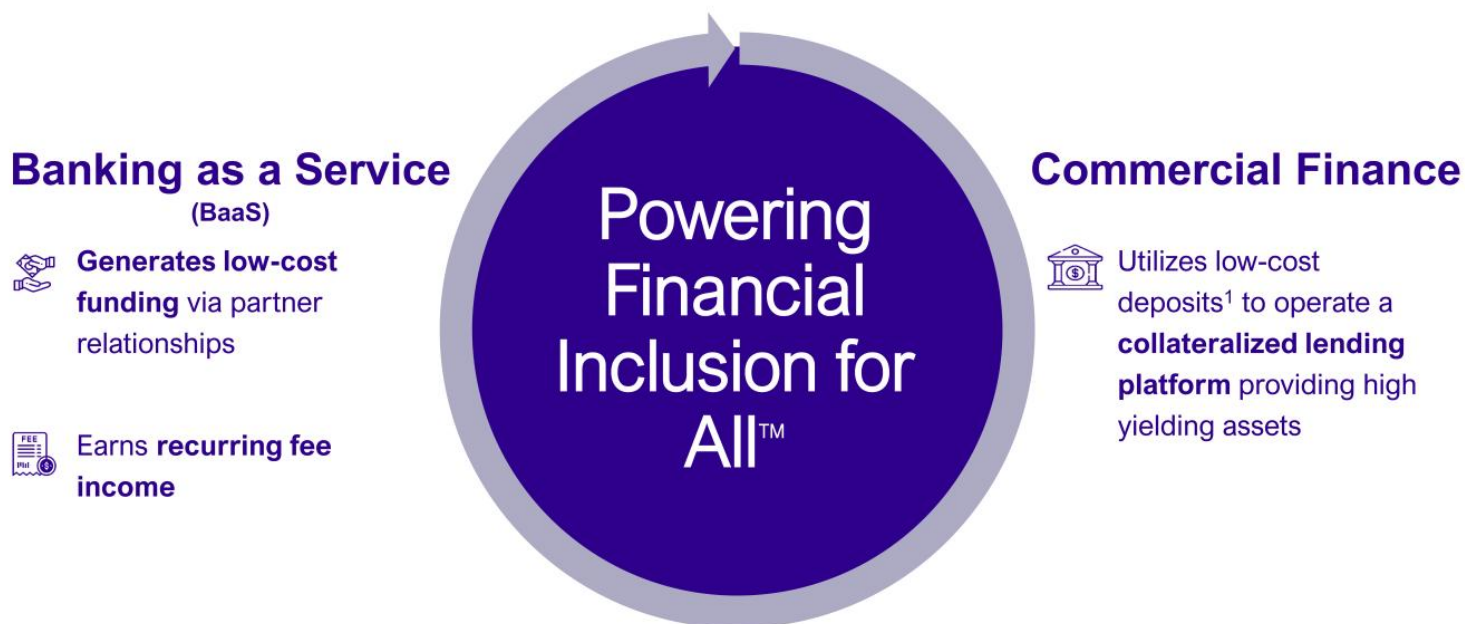 Banking as a Service
(BaaS)
Generates low-cost
funding via partner
relationships
FEE
Earns recurring fee
income
Powering
Financial
Inclusion for
All™
Commercial Finance
$
Utilizes low-cost
deposits¹ to operate a
collateralized lending
platform providing high
yielding assets